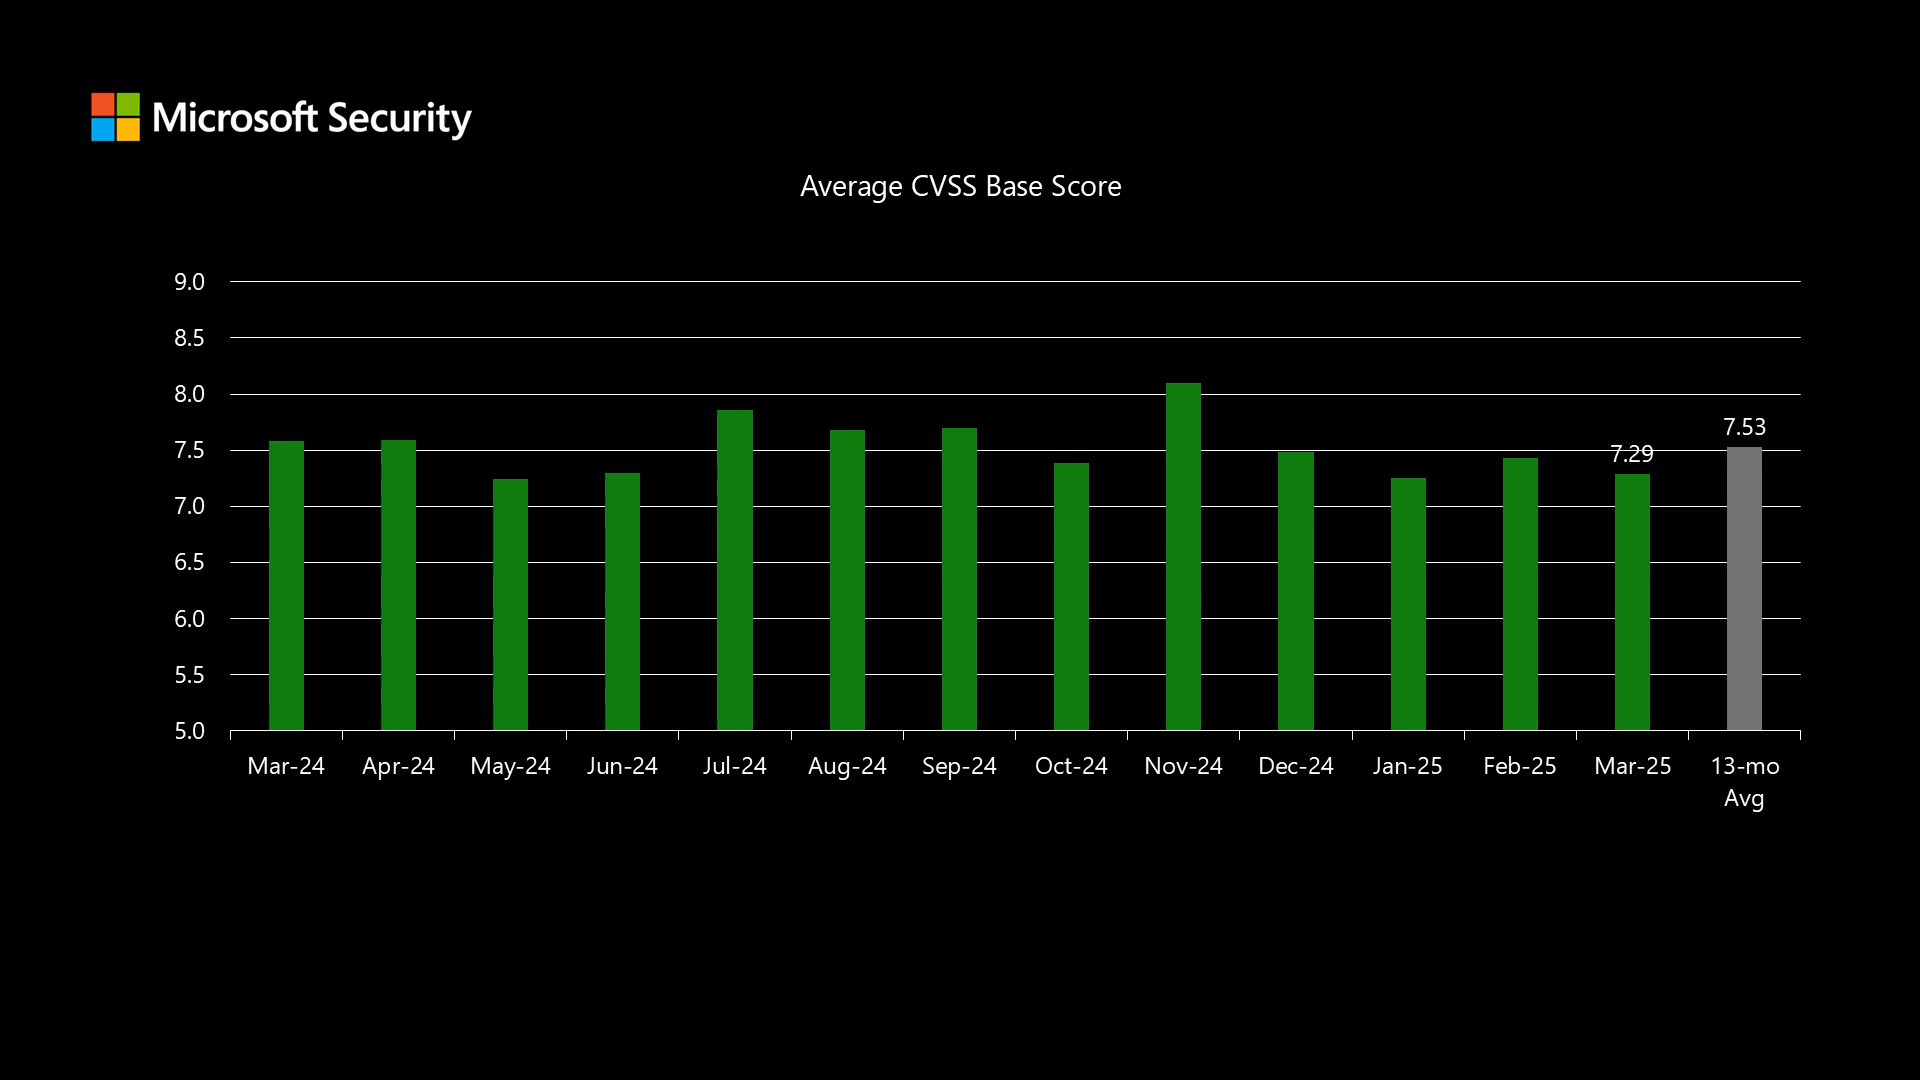 Microsoft Security
Average CVSS Base Score
9.0
8.5
8.0
7.5
7.0
6.5
6.0
5.5
5.0
7.29
7.53
Mar-24 Apr-24 May-24 Jun-24 Jul-24 Aug-24 Sep-24 Oct-24 Nov-24 Dec-24 Jan-25 Feb-25 Mar-25 13-mo
Avg